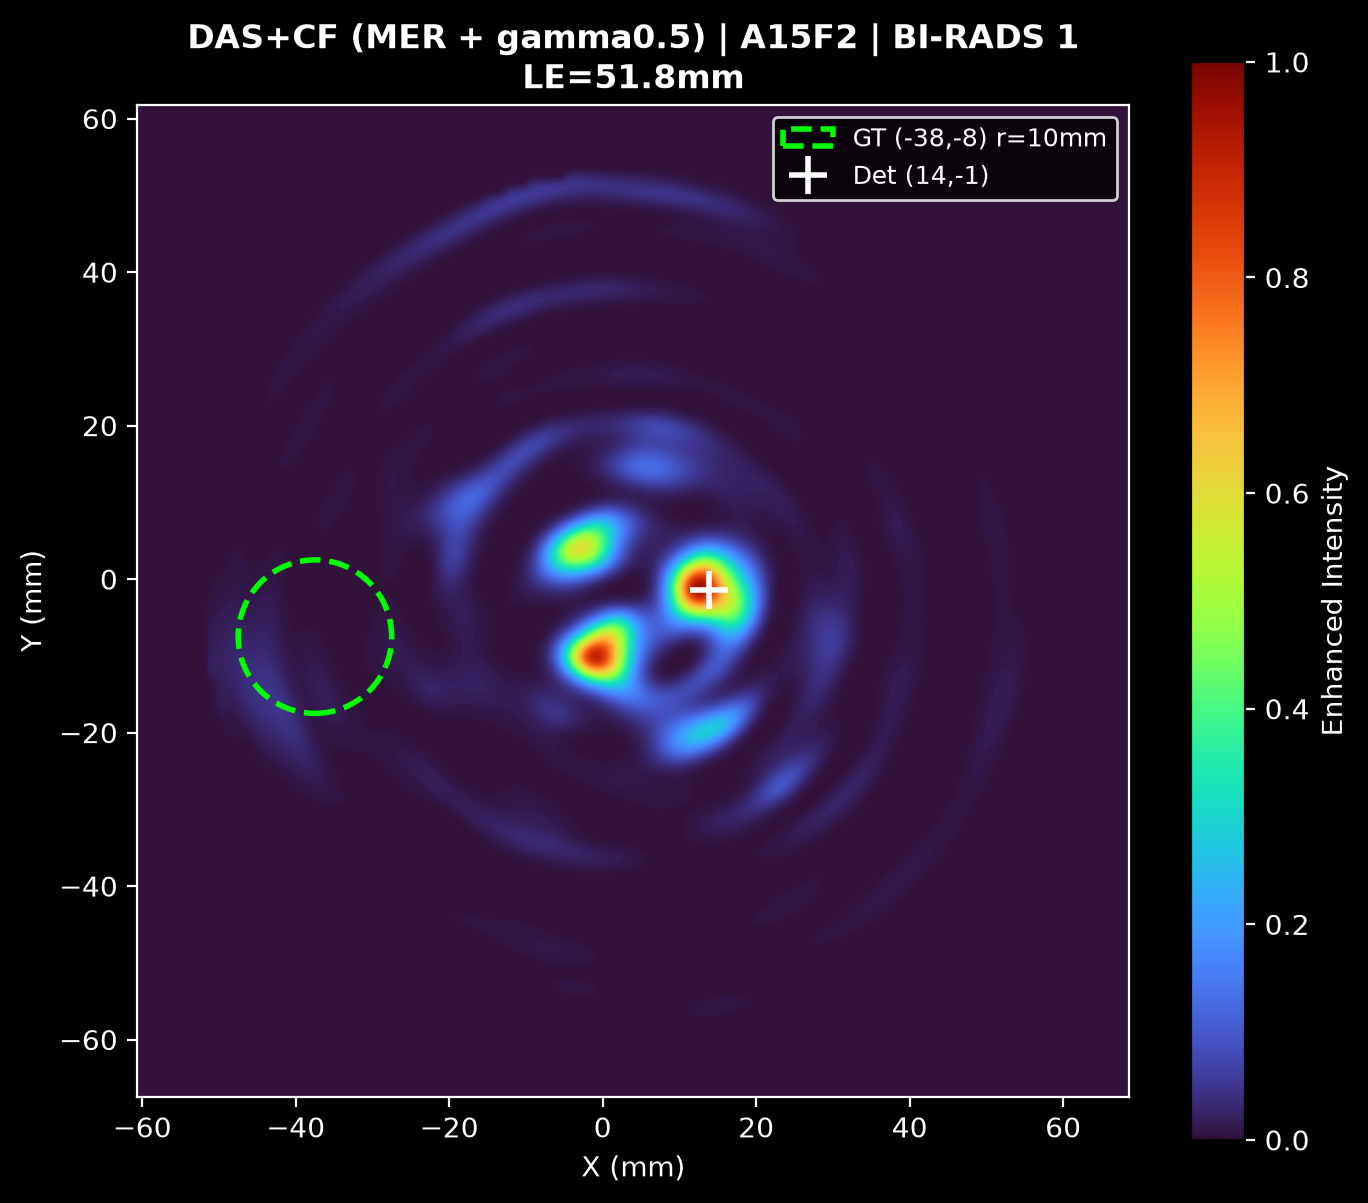 DAS+CF (MER + gamma0.5) | A15F2 | BI-RADS 1
LE=51.8mm
GT (-38,-8) r=10mm
Det (14,-1)
60
40
20
0
−20
−40
−60
Y (mm)
−60
−40
−20
0
20
40
60
X (mm)
1.0
0.8
0.6
0.4
0.2
0.0
Enhanced Intensity